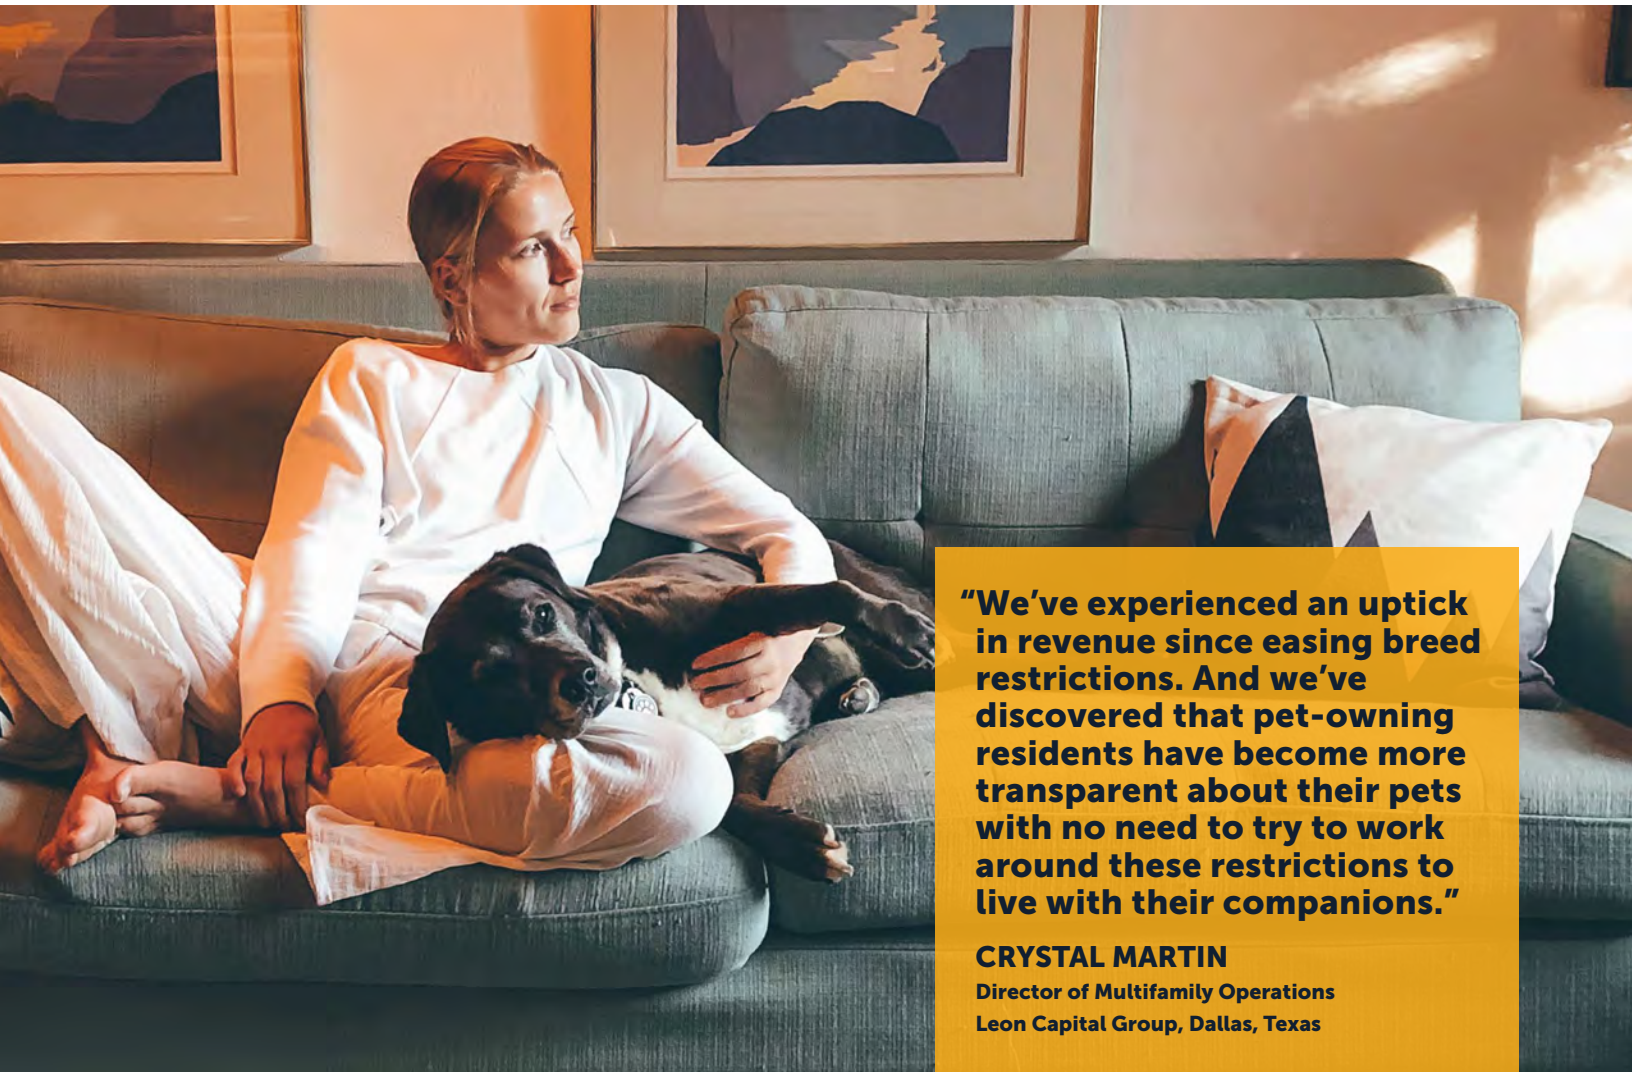 “We’ve experienced an uptick
in revenue since easing breed
restrictions. And we’ve
discovered that pet-owning
residents have become more
transparent about their pets
with no need to try to work
around these restrictions to
live with their companions.”
CRYSTAL MARTIN
Director of Multifamily Operations
Leon Capital Group, Dallas, Texas